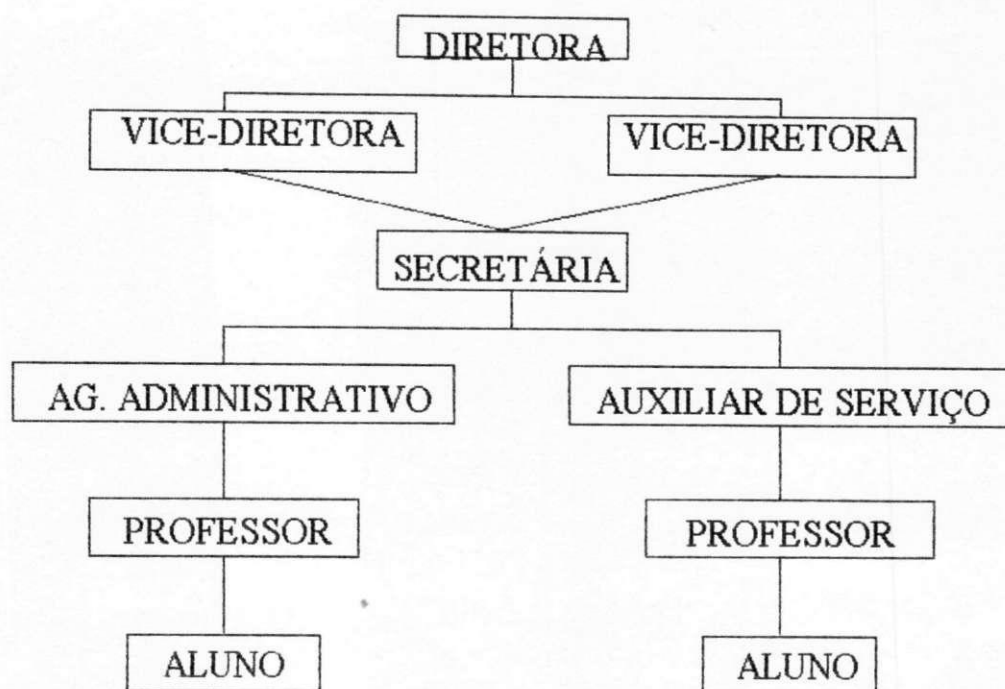 DIRETORA
VICE-DIRETORA
VICE-DIRETORA
SECRETÁRIA
AG. ADMINISTRATIVO
AUXILIAR DE SERVIÇO
PROFESSOR
PROFESSOR
ALUNO
ALUNO